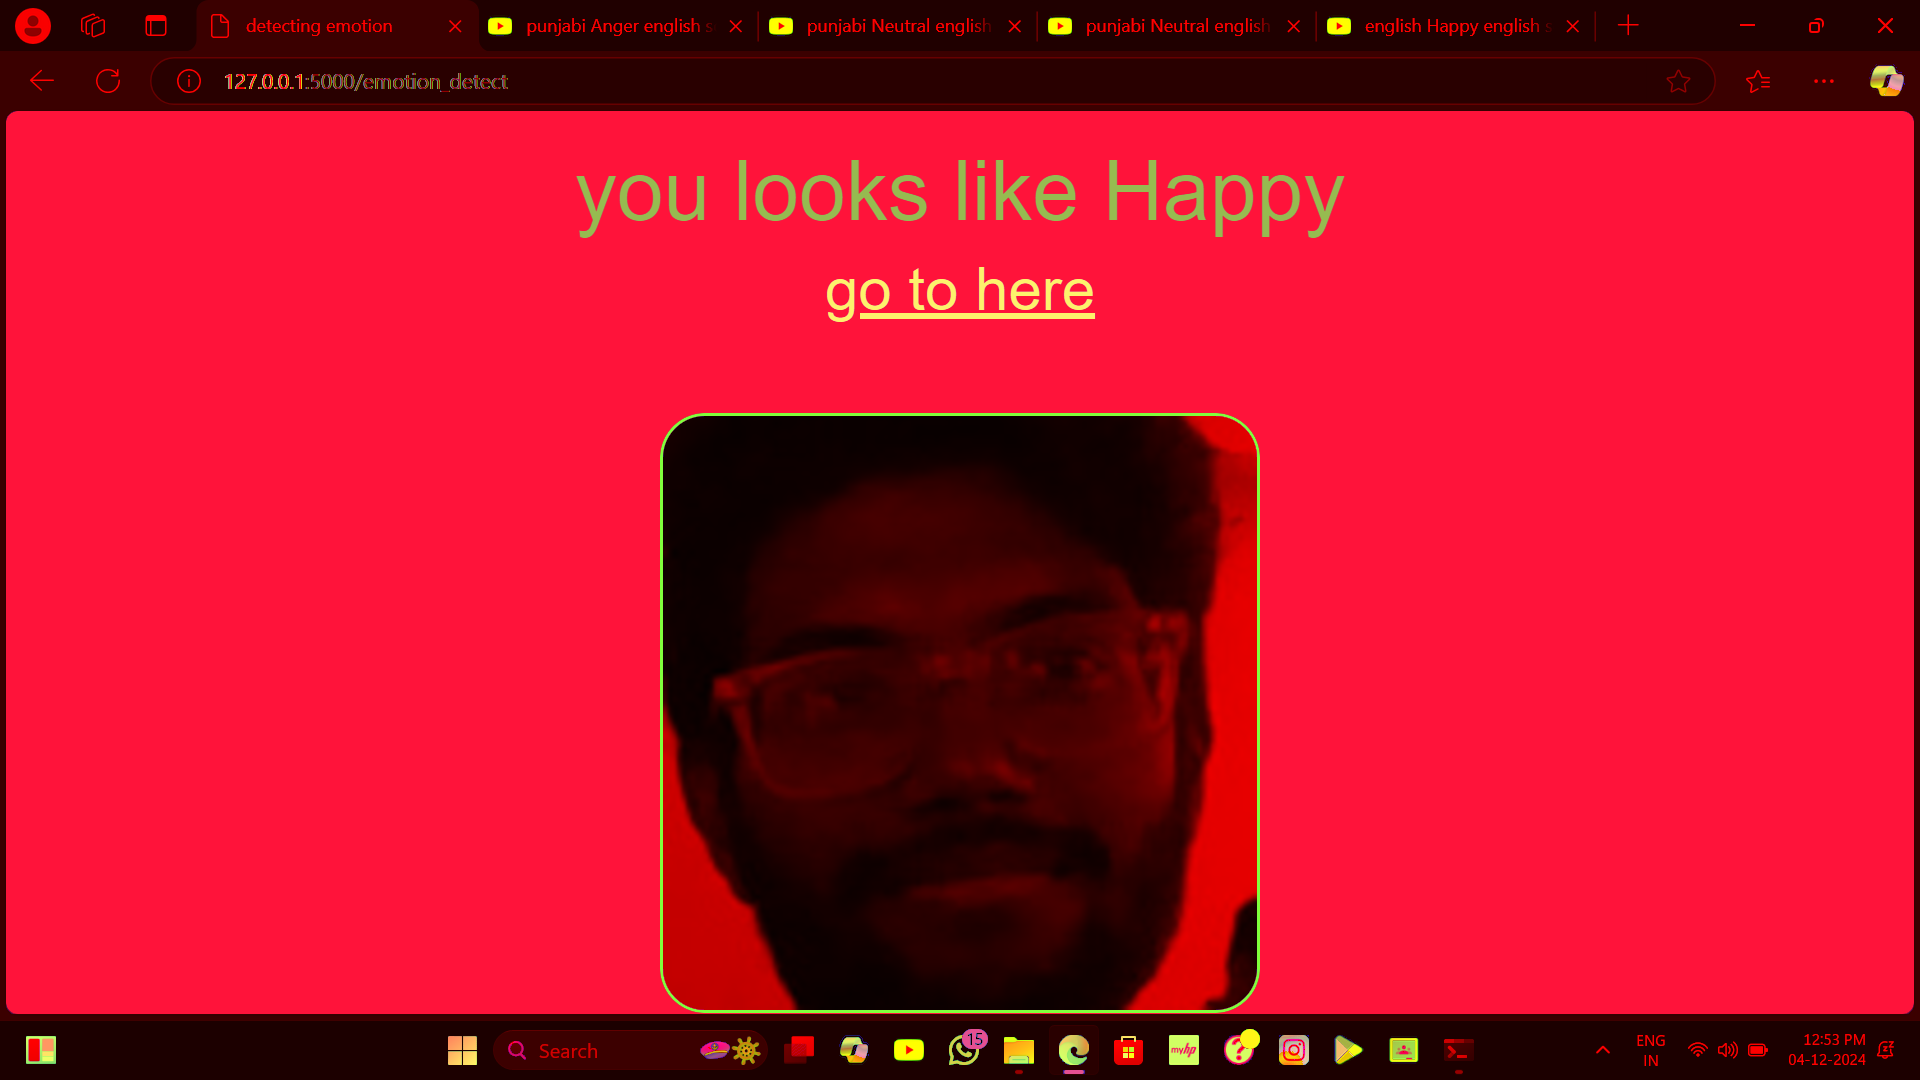 detecting emotion
punjabi Anger english s
punjabi Neutral english
punjabi Neutral english
english Happy english s
127.0.0.1:5000/emotion_detect
you looks like Happy
go to here
Search
15
myhp
ENG
IN
12:53 PM
04-12-2024